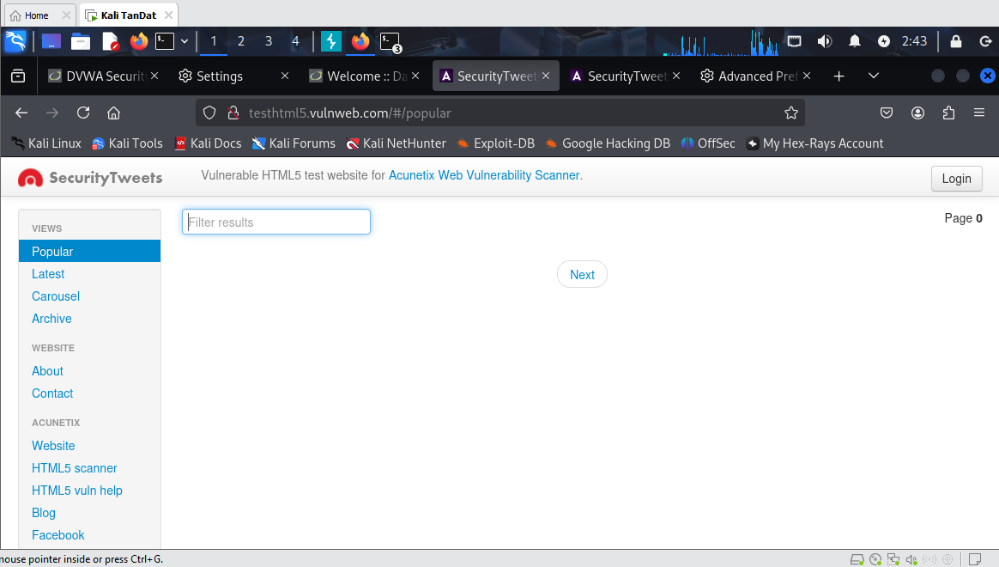 Home
Kali TanDat
1 2 3 4 3 2:43
DVWA Security Settings Welcome :: Da SecurityTweet SecurityTweet Advanced Pref
testhtml5.vulnweb.com/#/popular
Kali Linux Kali Tools Kali Docs Kali Forums Kali NetHunter Exploit-DB Google Hacking DB OffSec My Hex-Rays Account
SecurityTweets Vulnerable HTML5 test website for Acunetix Web Vulnerability Scanner. Login
Filter results Page 0
VIEWS
Popular
Next
Latest
Carousel
Archive
WEBSITE
About
Contact
ACUNETIX
Website
HTML5 scanner
HTML5 vuln help
Blog
Facebook
mouse pointer inside or press Ctrl+G.